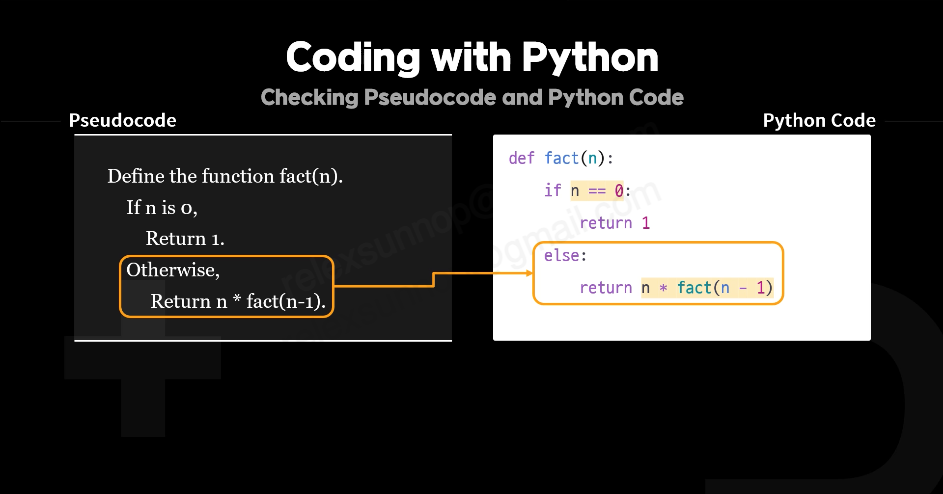 Coding with Python
Checking Pseudocode and Python Code
Pseudocode
Define the function fact(n).
If n is 0,
Return 1.
Otherwise,
Return n * fact(n-1).
Python Code
def fact(n):
if n == 0:
return 1
else:
return n * fact(n - 1)